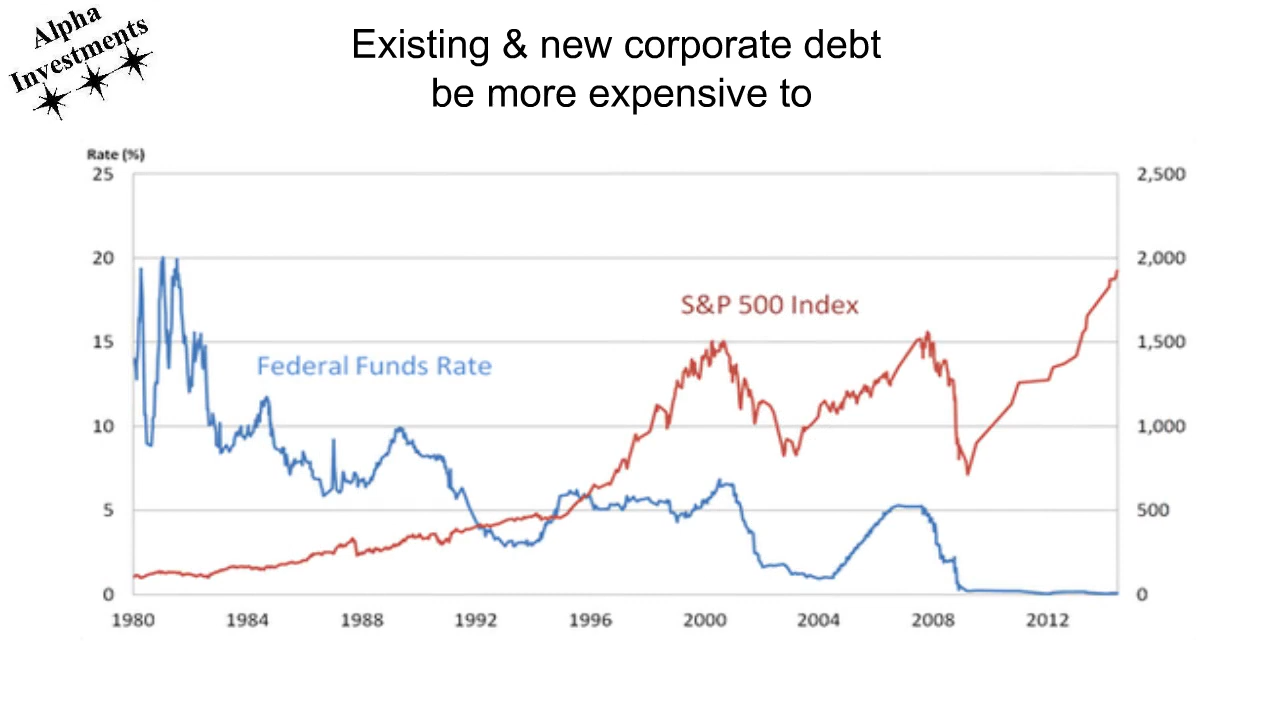 Alpha
Investments
Existing & new corporate debt
be more expensive to
Rate (%)
25
2,500
20
2,000
S&P 500 Index
15
1,500
Federal Funds Rate
10
1,000
5
500
0
0
1980 1984 1988 1992 1996 2000 2004 2008 2012